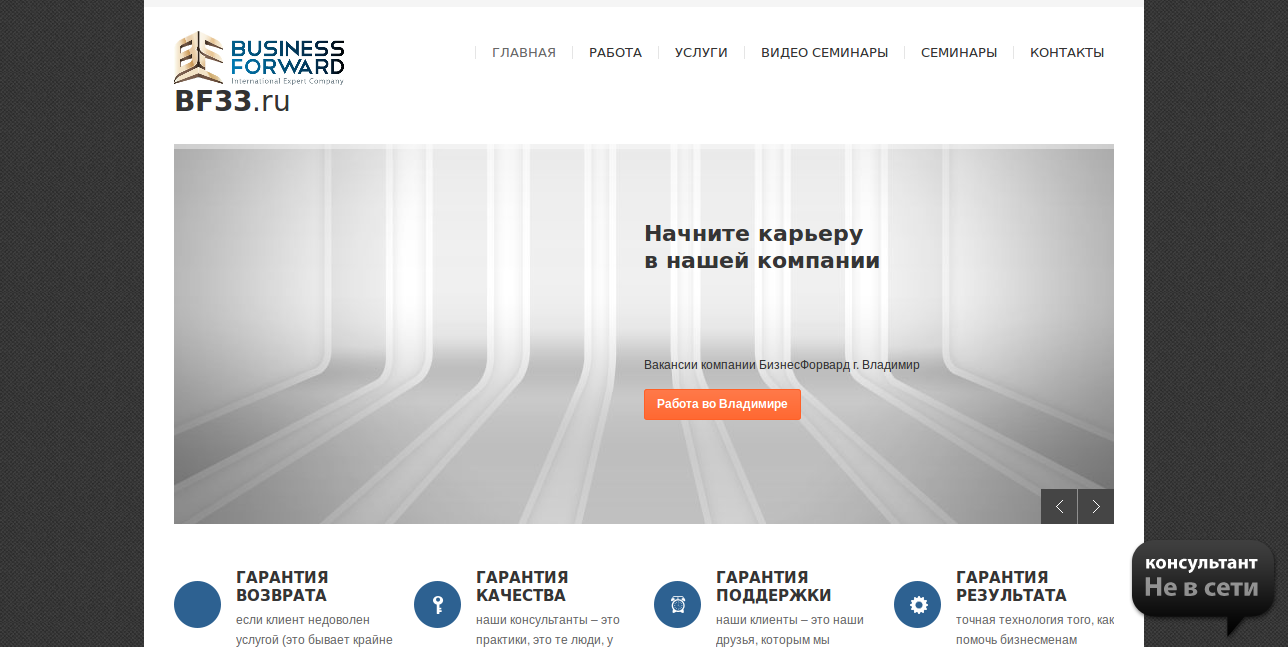 BUSINESS
FORWARD
International Expert Company
BF33.ru
ГЛАВНАЯ
РАБОТА
УСЛУГИ
ВИДЕО СЕМИНАРЫ
СЕМИНАРЫ
КОНТАКТЫ
Начните карьеру
в нашей компании
Вакансии компании БизнесФорвард г. Владимир
Работа во Владимире
консультант
Не в сети
ГАРАНТИЯ
ВОЗВРАТА
если клиент недоволен
услугой (это бывает крайне
ГАРАНТИЯ
КАЧЕСТВА
наши консультанты – это
практики, это те люди, у
ГАРАНТИЯ
ПОДДЕРЖКИ
наши клиенты – это наши
друзья, которым мы
ГАРАНТИЯ
РЕЗУЛЬТАТА
точная технология того, как
помочь бизнесменам